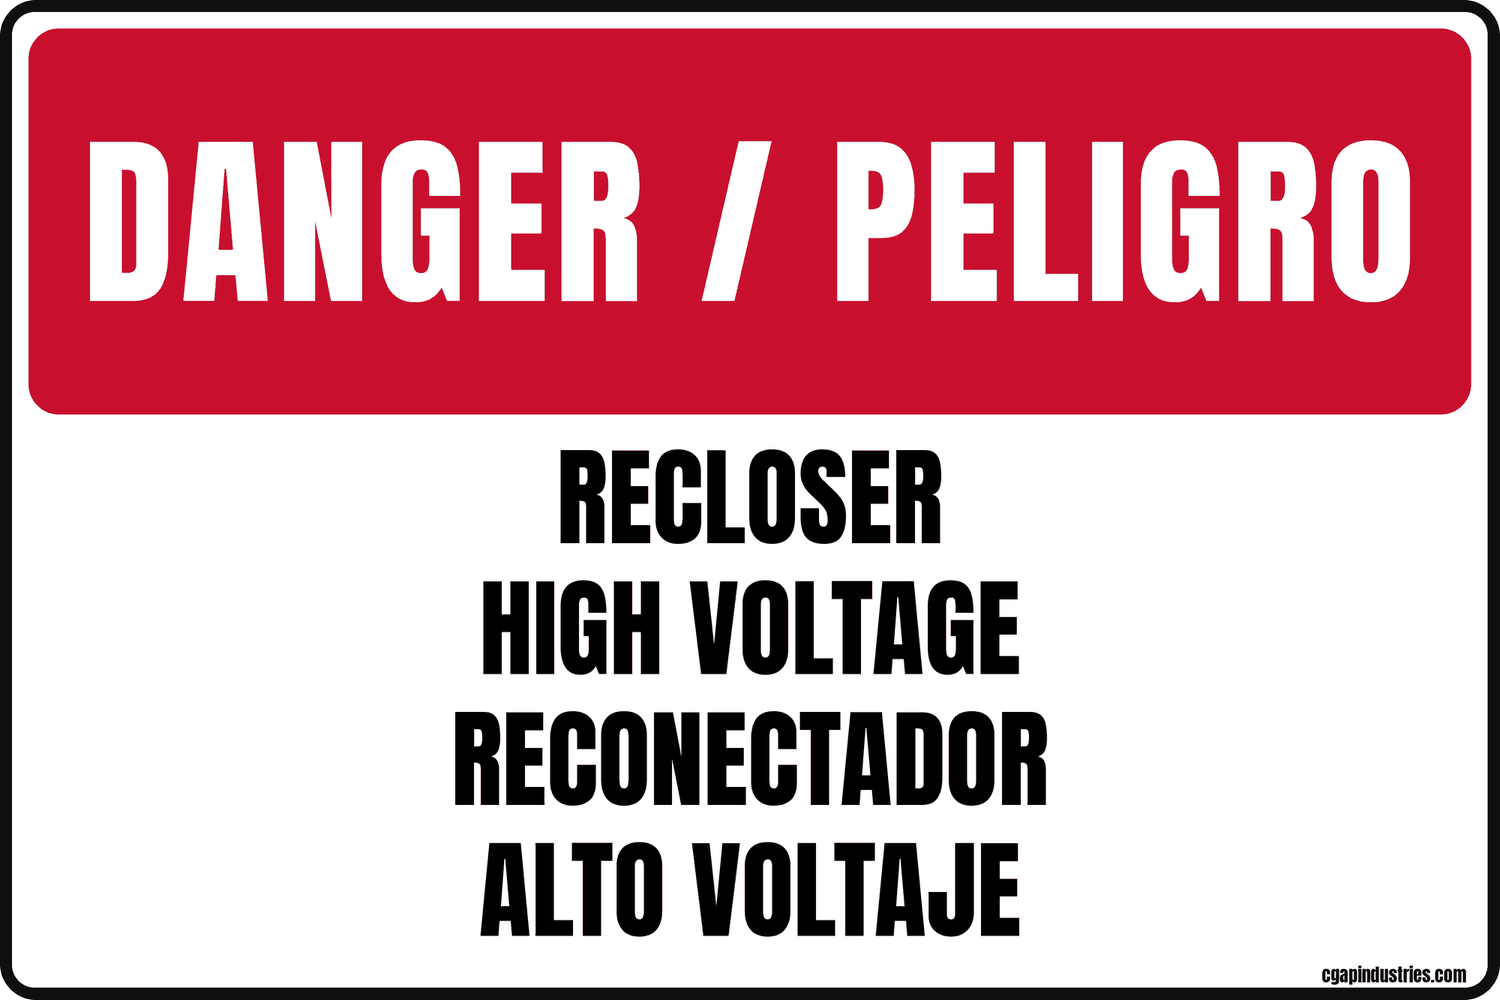 DANGER / PELIGRO
RECLOSER
HIGH VOLTAGE
RECONECTADOR
ALTO VOLTAJE
cgapindustries.com